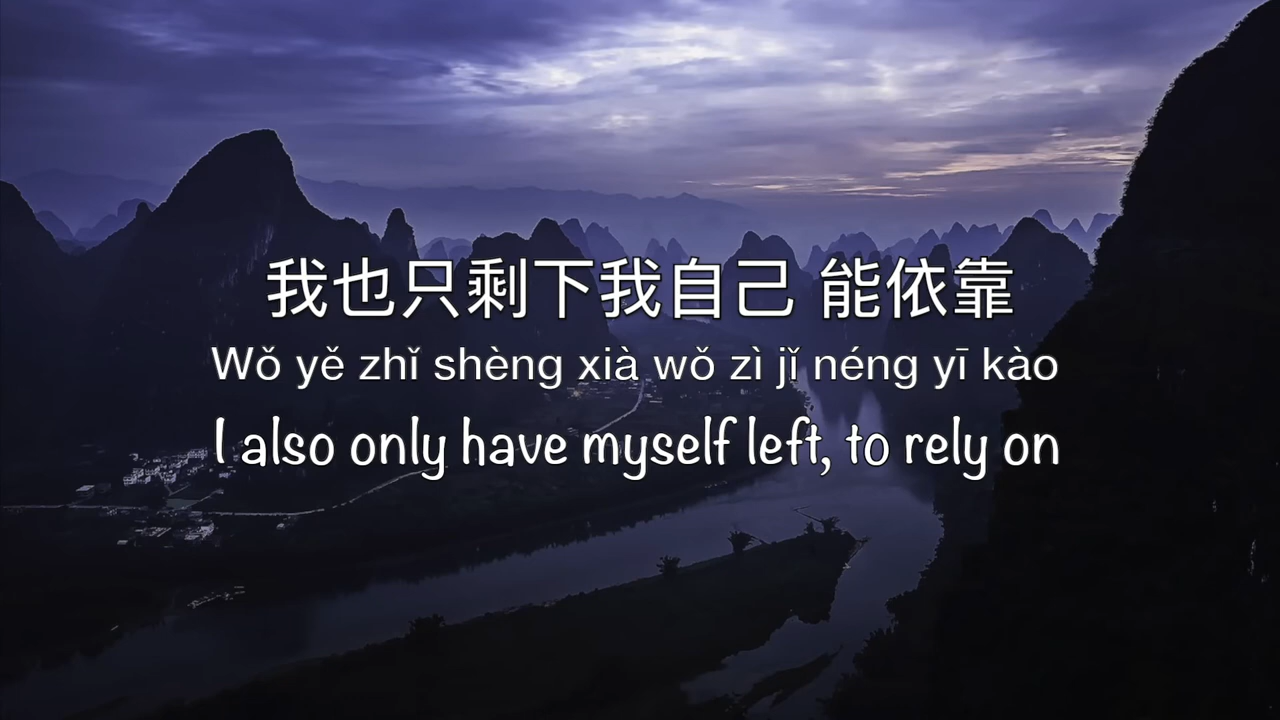 我也只剩下我自己 能依靠
Wǒ yě zhǐ shèng xià wǒ zì jǐ néng yī kào
I also only have myself left, to rely on